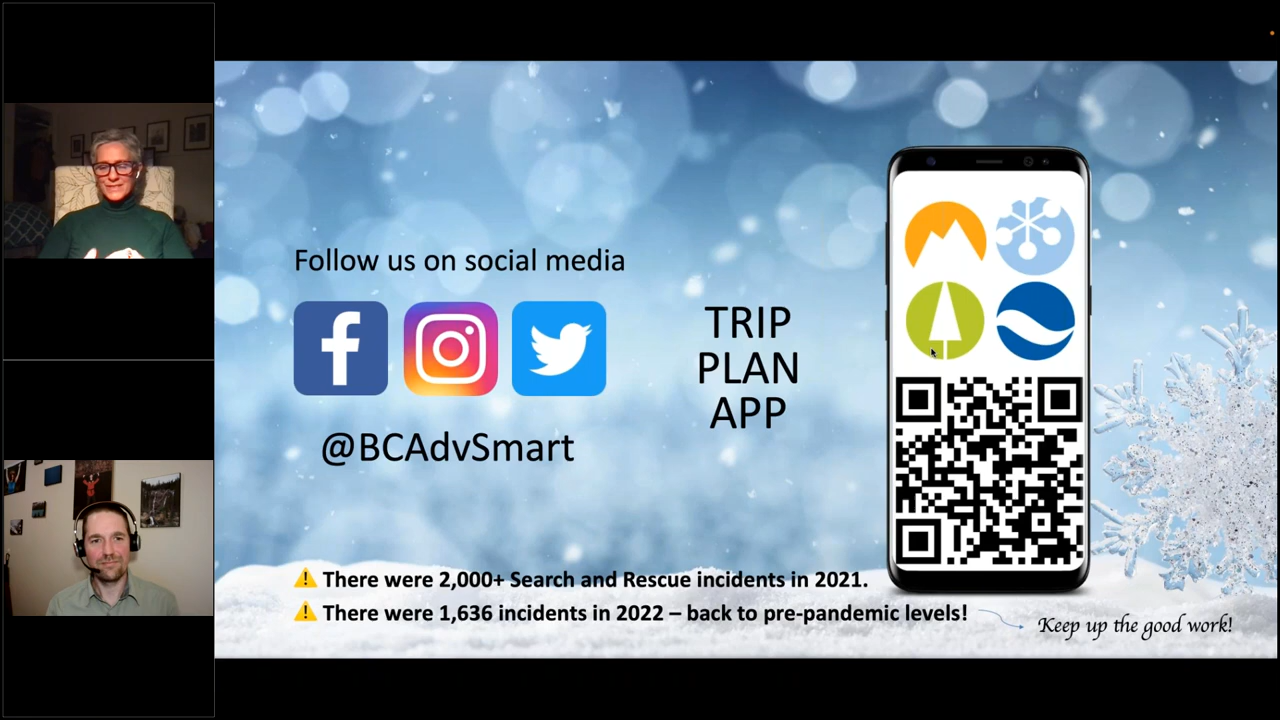 Follow us on social media
@BCAdvSmart
TRIP
PLAN
APP
There were 2,000+ Search and Rescue incidents in 2021.
There were 1,636 incidents in 2022 – back to pre-pandemic levels!
Keep up the good work!